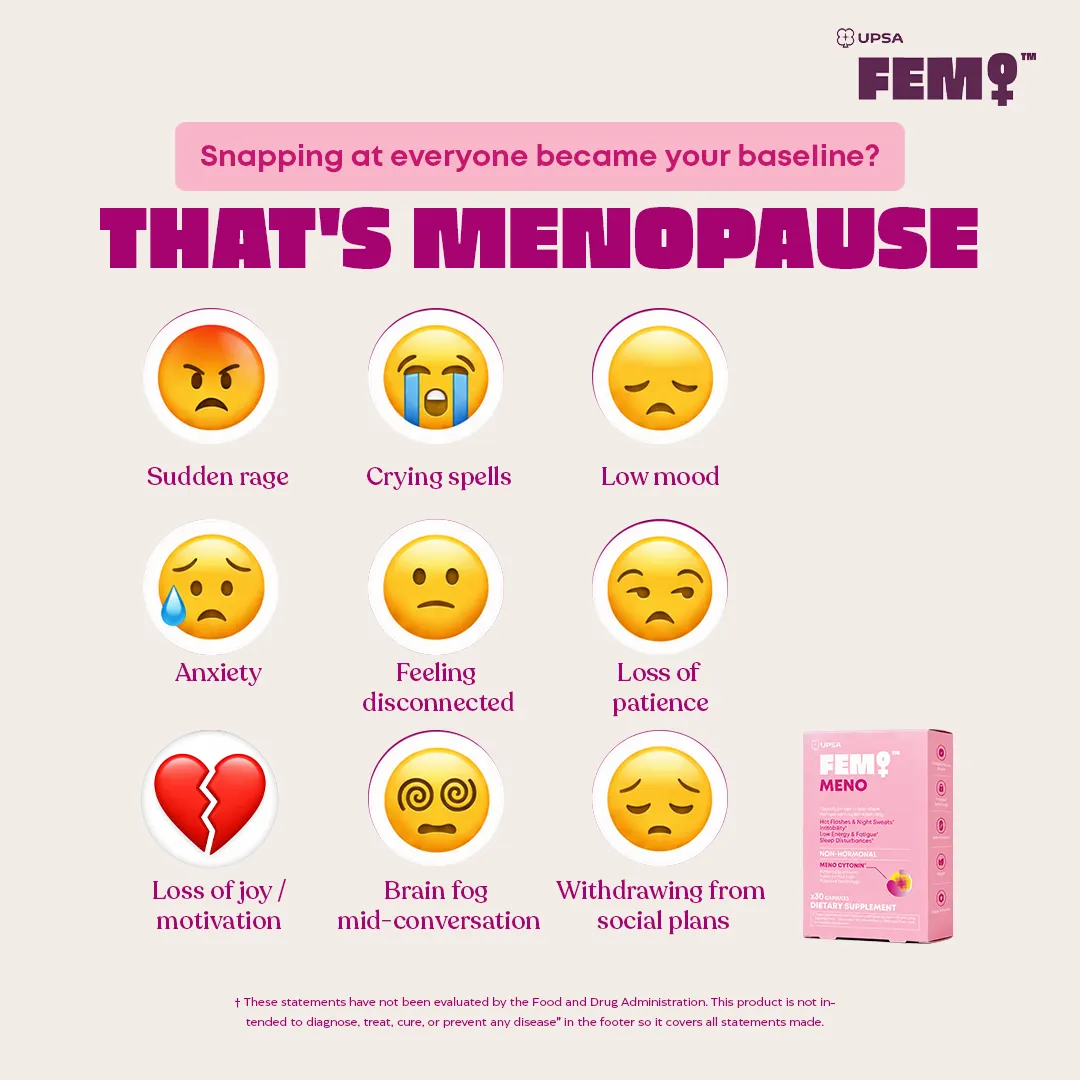 UPSA
FEM™
Snapping at everyone became your baseline?
THAT'S MENOPAUSE
Sudden rage
Crying spells
Low mood
Anxiety
Feeling
disconnected
Loss of
patience
Loss of joy /
motivation
Brain fog
mid-conversation
Withdrawing from
social plans
UPSA
FEM™
MENO
Hot Flashes & Night Sweats†
Irritability†
Low Energy & Fatigue†
Sleep Disturbances†
NON-HORMONAL
MENO CYTONIN™
x30 CAPSULES
DIETARY SUPPLEMENT
† These statements have not been evaluated by the Food and Drug Administration. This product is not in-
tended to diagnose, treat, cure, or prevent any disease" in the footer so it covers all statements made.